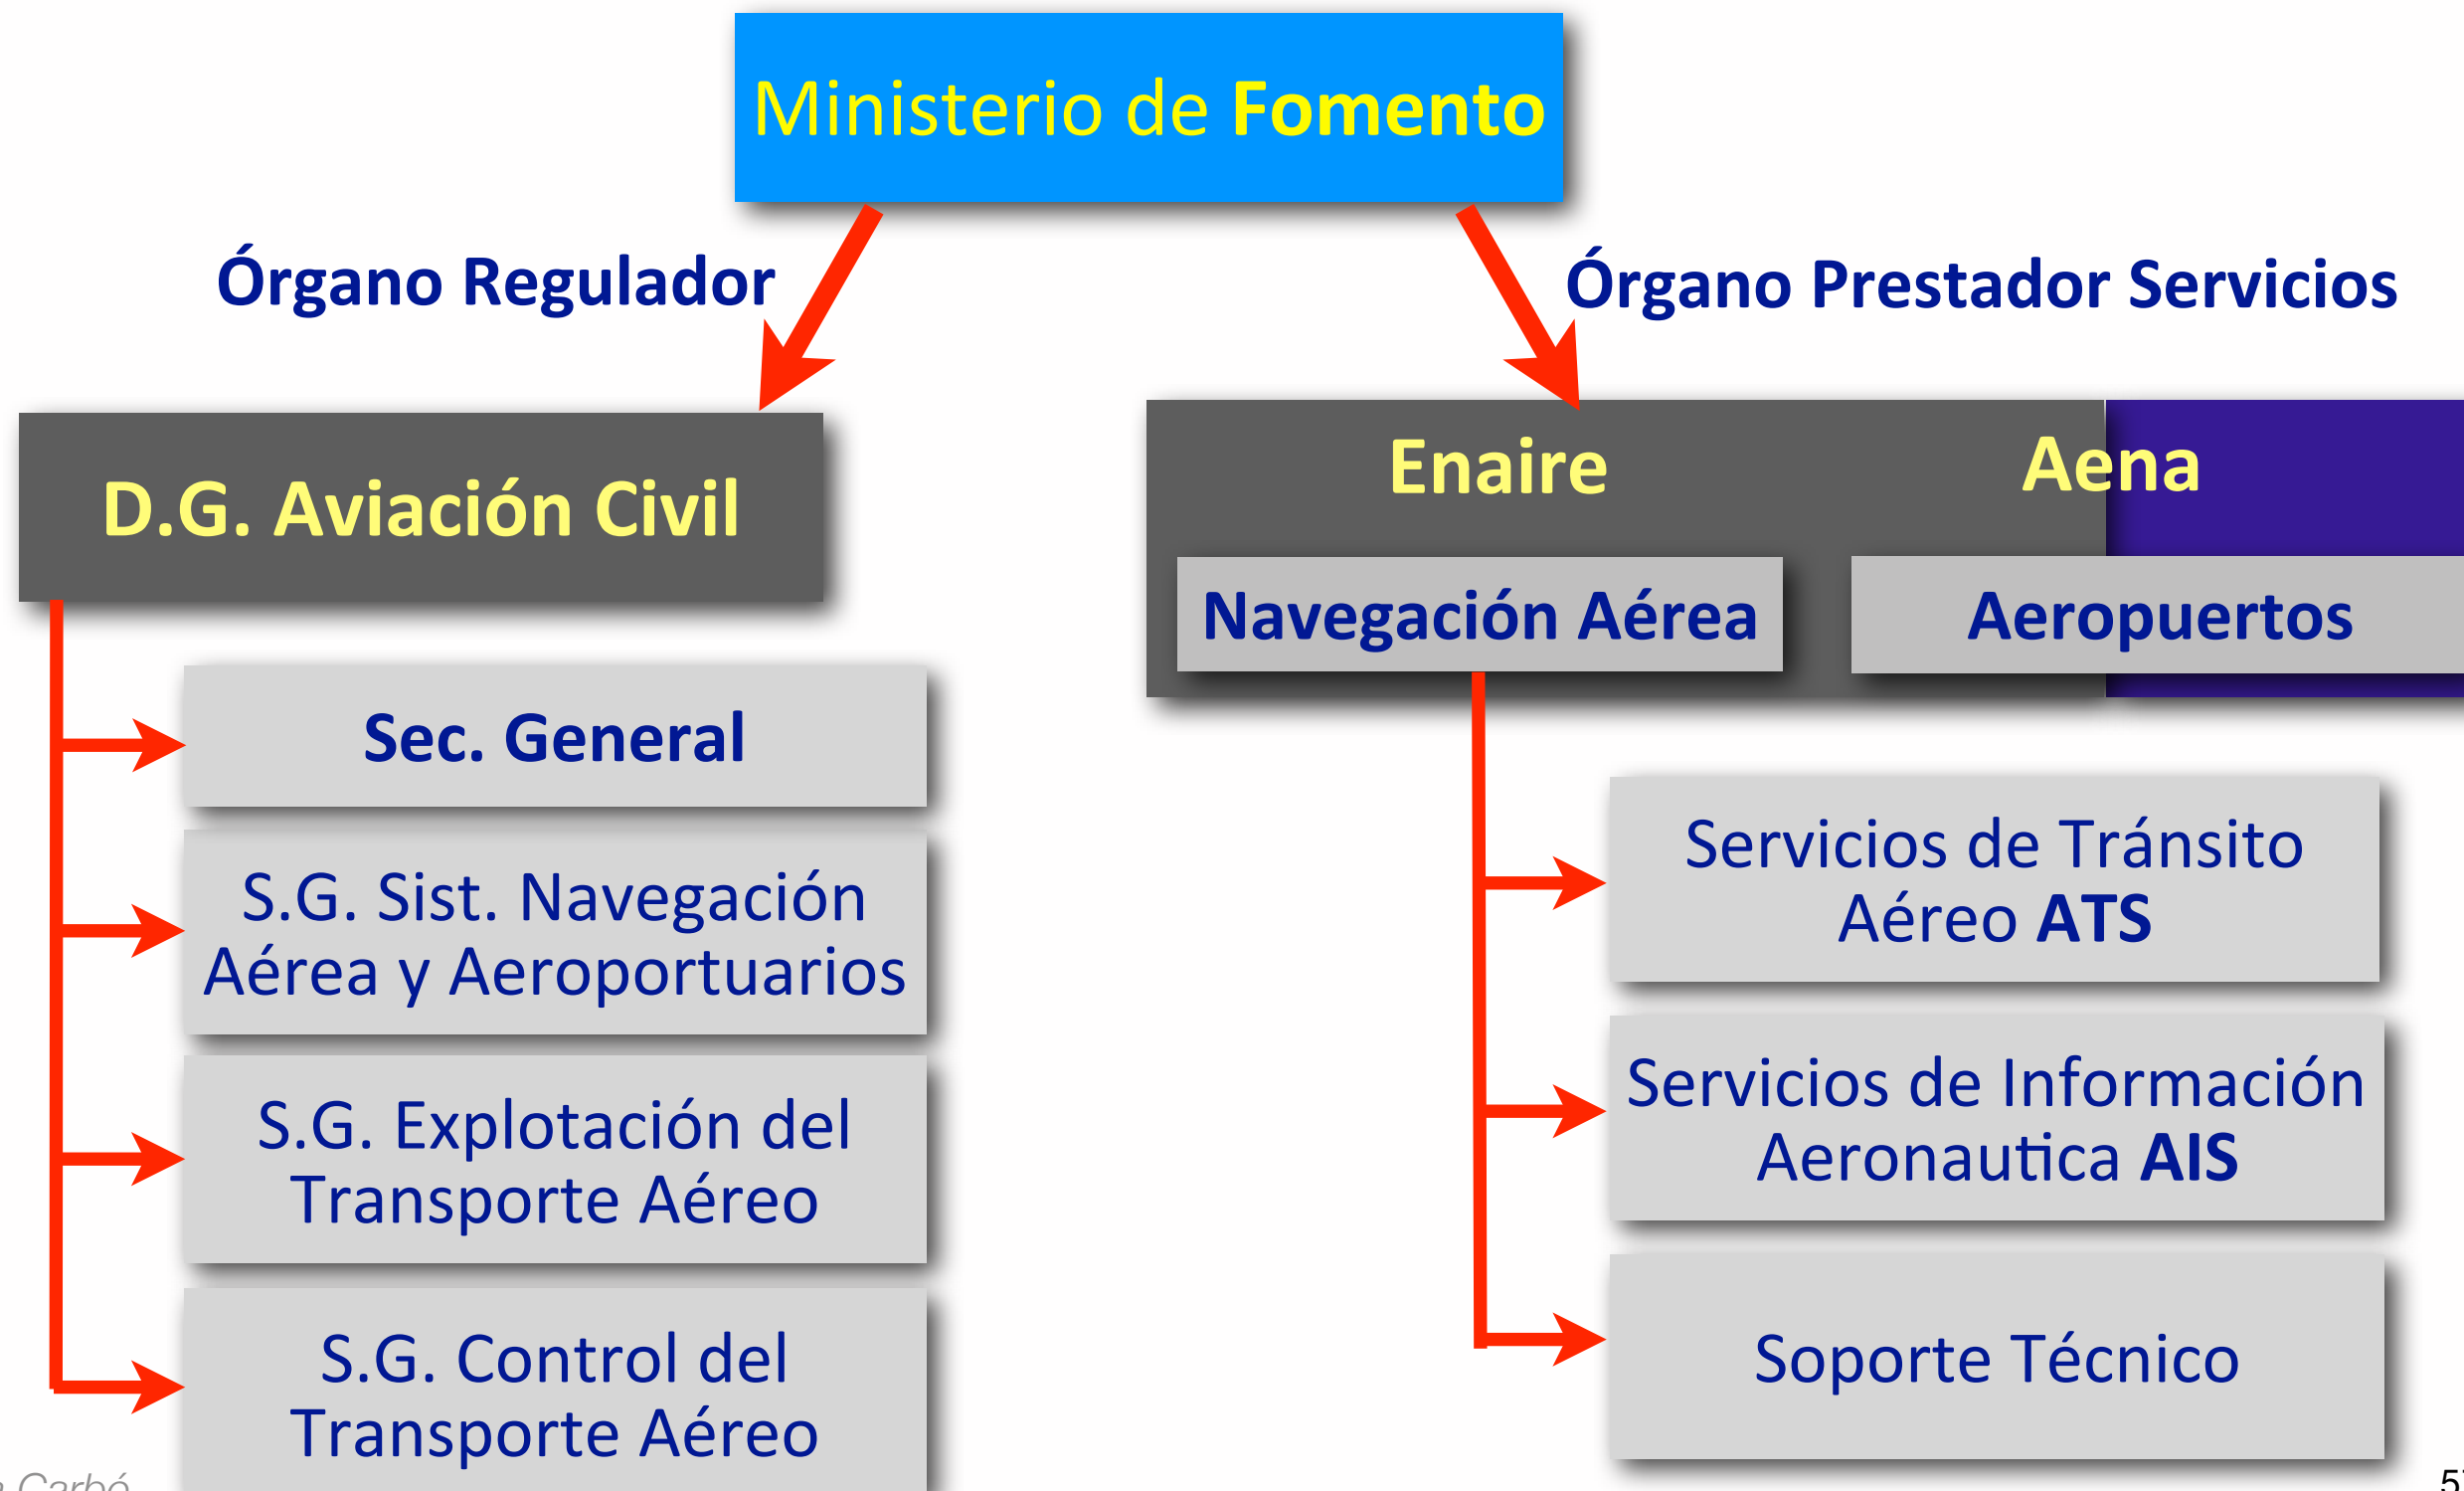 Ministerio de Fomento
Órgano Regulador
Órgano Prestador Servicios
D.G. Aviación Civil
Enaire
Aena
Navegación Aérea
Aeropuertos
Sec. General
S.G. Sist. Navegación
Aérea y Aeroportuarios
S.G. Explotación del
Transporte Aéreo
S.G. Control del
Transporte Aéreo
Servicios de Tránsito
Aéreo ATS
Servicios de Información
Aeronautica AIS
Soporte Técnico
Carbó